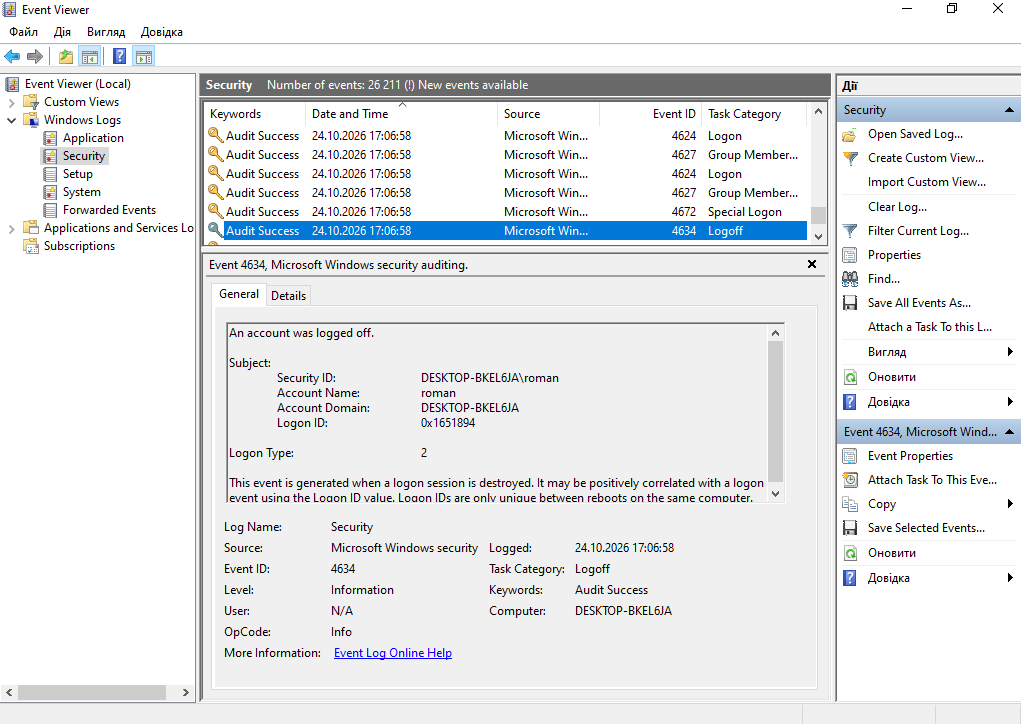 Event Viewer
Файл Дія Вигляд Довідка
Event Viewer (Local)
Custom Views
Windows Logs
Application
Security
Setup
System
Forwarded Events
Applications and Services Lo
Subscriptions
Security Number of events: 26 211 (!) New events available
Keywords Date and Time Source Event ID Task Category
Audit Success 24.10.2026 17:06:58 Microsoft Win... 4624 Logon
Audit Success 24.10.2026 17:06:58 Microsoft Win... 4627 Group Member...
Audit Success 24.10.2026 17:06:58 Microsoft Win... 4624 Logon
Audit Success 24.10.2026 17:06:58 Microsoft Win... 4627 Group Member...
Audit Success 24.10.2026 17:06:58 Microsoft Win... 4672 Special Logon
Audit Success 24.10.2026 17:06:58 Microsoft Win... 4634 Logoff
Event 4634, Microsoft Windows security auditing.
General Details
An account was logged off.
Subject:
Security ID: DESKTOP-BKEL6JA\roman
Account Name: roman
Account Domain: DESKTOP-BKEL6JA
Logon ID: 0x1651894
Logon Type: 2
This event is generated when a logon session is destroyed. It may be positively correlated with a logon
event using the Logon ID value. Logon IDs are only unique between reboots on the same computer.
Log Name: Security
Source: Microsoft Windows security Logged: 24.10.2026 17:06:58
Event ID: 4634 Task Category: Logoff
Level: Information Keywords: Audit Success
User: N/A Computer: DESKTOP-BKEL6JA
OpCode: Info
More Information: Event Log Online Help
Дії
Security
Open Saved Log...
Create Custom View...
Import Custom View...
Clear Log...
Filter Current Log...
Properties
Find...
Save All Events As...
Attach a Task To this L...
Вигляд
Оновити
Довідка
Event 4634, Microsoft Wind...
Event Properties
Attach Task To This Eve...
Copy
Save Selected Events...
Оновити
Довідка